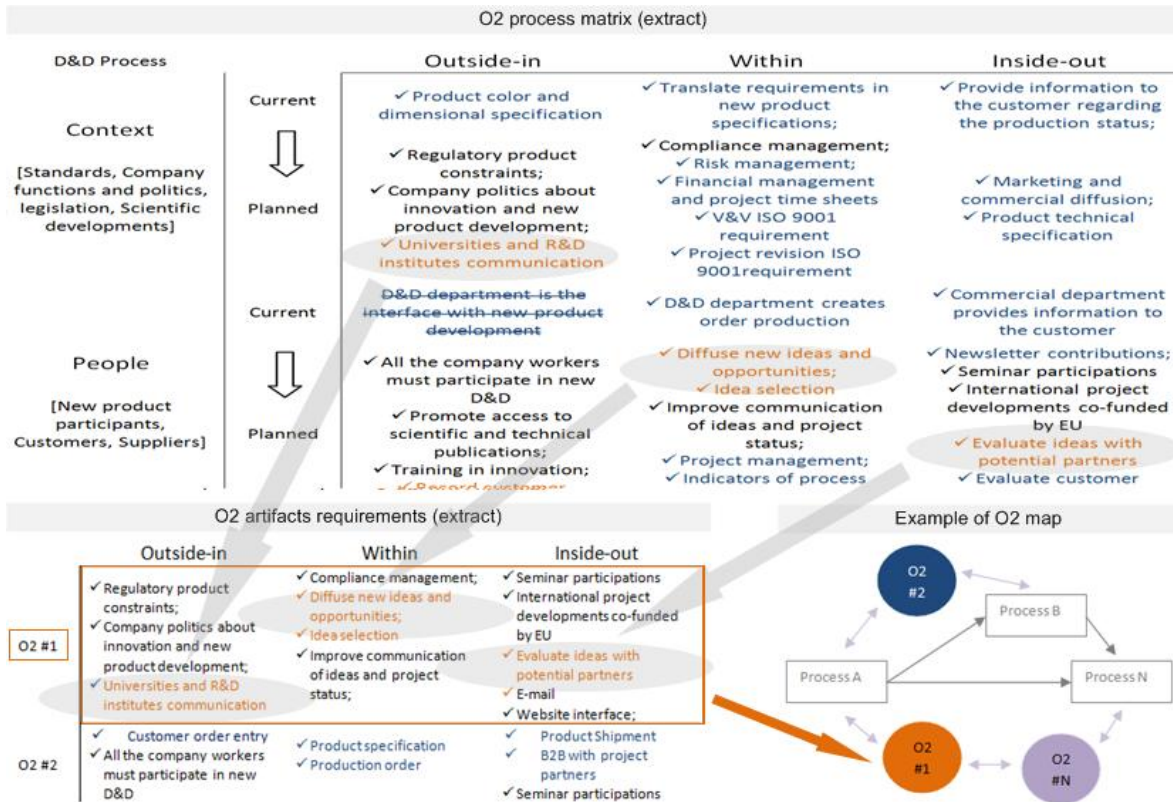 O2 process matrix (extract)
D&D Process
Outside-in
Within
Inside-out
Context
[Standards, Company
functions and politics,
legislation, Scientific
developments]
Current
Planned
✓ Product color and
dimensional specification
✓ Regulatory product
constraints;
✓ Company politics about
innovation and new
product development;
✓ Universities and R&D
institutes communication
✓ Translate requirements in
new product
specifications;
✓ Compliance management;
✓ Risk management;
✓ Financial management
and project time sheets
✓ V&V ISO 9001
requirement
✓ Project revision ISO
9001requirement
✓ Provide information to
the customer regarding
the production status;
✓ Marketing and
commercial diffusion;
✓ Product technical
specification
People
[New product
participants,
Customers, Suppliers]
Current
Planned
D&D department is the
interface with new product
development
✓ All the company workers
must participate in new
D&D
✓ Promote access to
scientific and technical
publications;
✓ Training in innovation;
✓ Record customer
✓ D&D department creates
order production
✓ Diffuse new ideas and
opportunities;
✓ Idea selection
✓ Improve communication
of ideas and project
status;
✓ Project management;
✓ Indicators of process
✓ Commercial department
provides information to
the customer
✓ Newsletter contributions;
✓ Seminar participations
✓ International project
developments co-funded
by EU
✓ Evaluate ideas with
potential partners
✓ Evaluate customer
O2 artifacts requirements (extract)
Outside-in
Within
Inside-out
O2 #1
✓ Regulatory product
constraints;
✓ Company politics about
innovation and new
product development;
✓ Universities and R&D
institutes communication
✓ Compliance management;
✓ Diffuse new ideas and
opportunities;
✓ Idea selection
✓ Improve communication
of ideas and project
status;
✓ Seminar participations
✓ International project
developments co-funded
by EU
✓ Evaluate ideas with
potential partners
✓ E-mail
✓ Website interface;
O2 #2
✓ Customer order entry
✓ All the company workers
must participate in new
D&D
✓ Product specification
✓ Production order
✓ Product Shipment
✓ B2B with project
partners
✓ Seminar participations
Example of O2 map
O2
#2
Process B
Process A
Process N
O2
#1
O2
#N